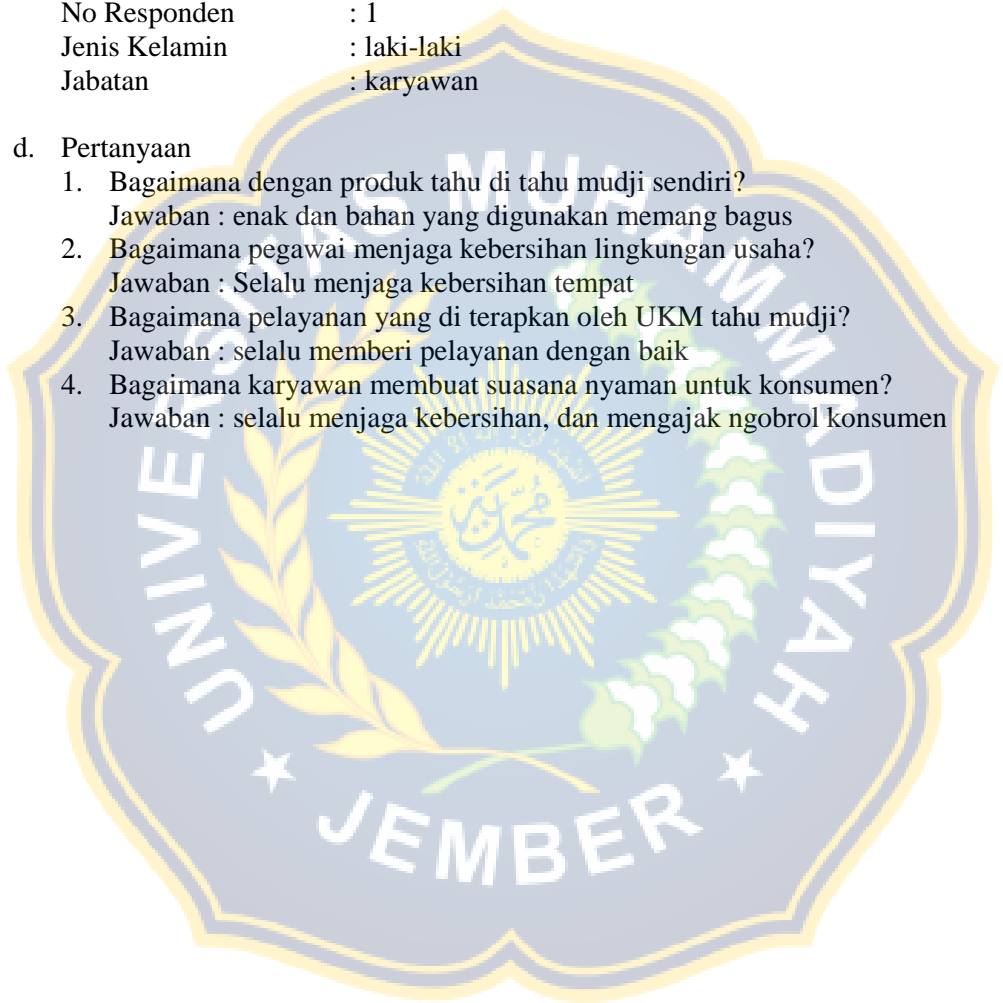 No Responden : 1
Jenis Kelamin : laki-laki
Jabatan : karyawan
d. Pertanyaan
1. Bagaimana dengan produk tahu di tahu mudji sendiri?
Jawaban : enak dan bahan yang digunakan memang bagus
2. Bagaimana pegawai menjaga kebersihan lingkungan usaha?
Jawaban : Selalu menjaga kebersihan tempat
3. Bagaimana pelayanan yang di terapkan oleh UKM tahu mudji?
Jawaban : selalu memberi pelayanan dengan baik
4. Bagaimana karyawan membuat suasana nyaman untuk konsumen?
Jawaban : selalu menjaga kebersihan, dan mengajak ngobrol konsumen
UNIVERSITAS MUHAMMADIYAH
JEMBER